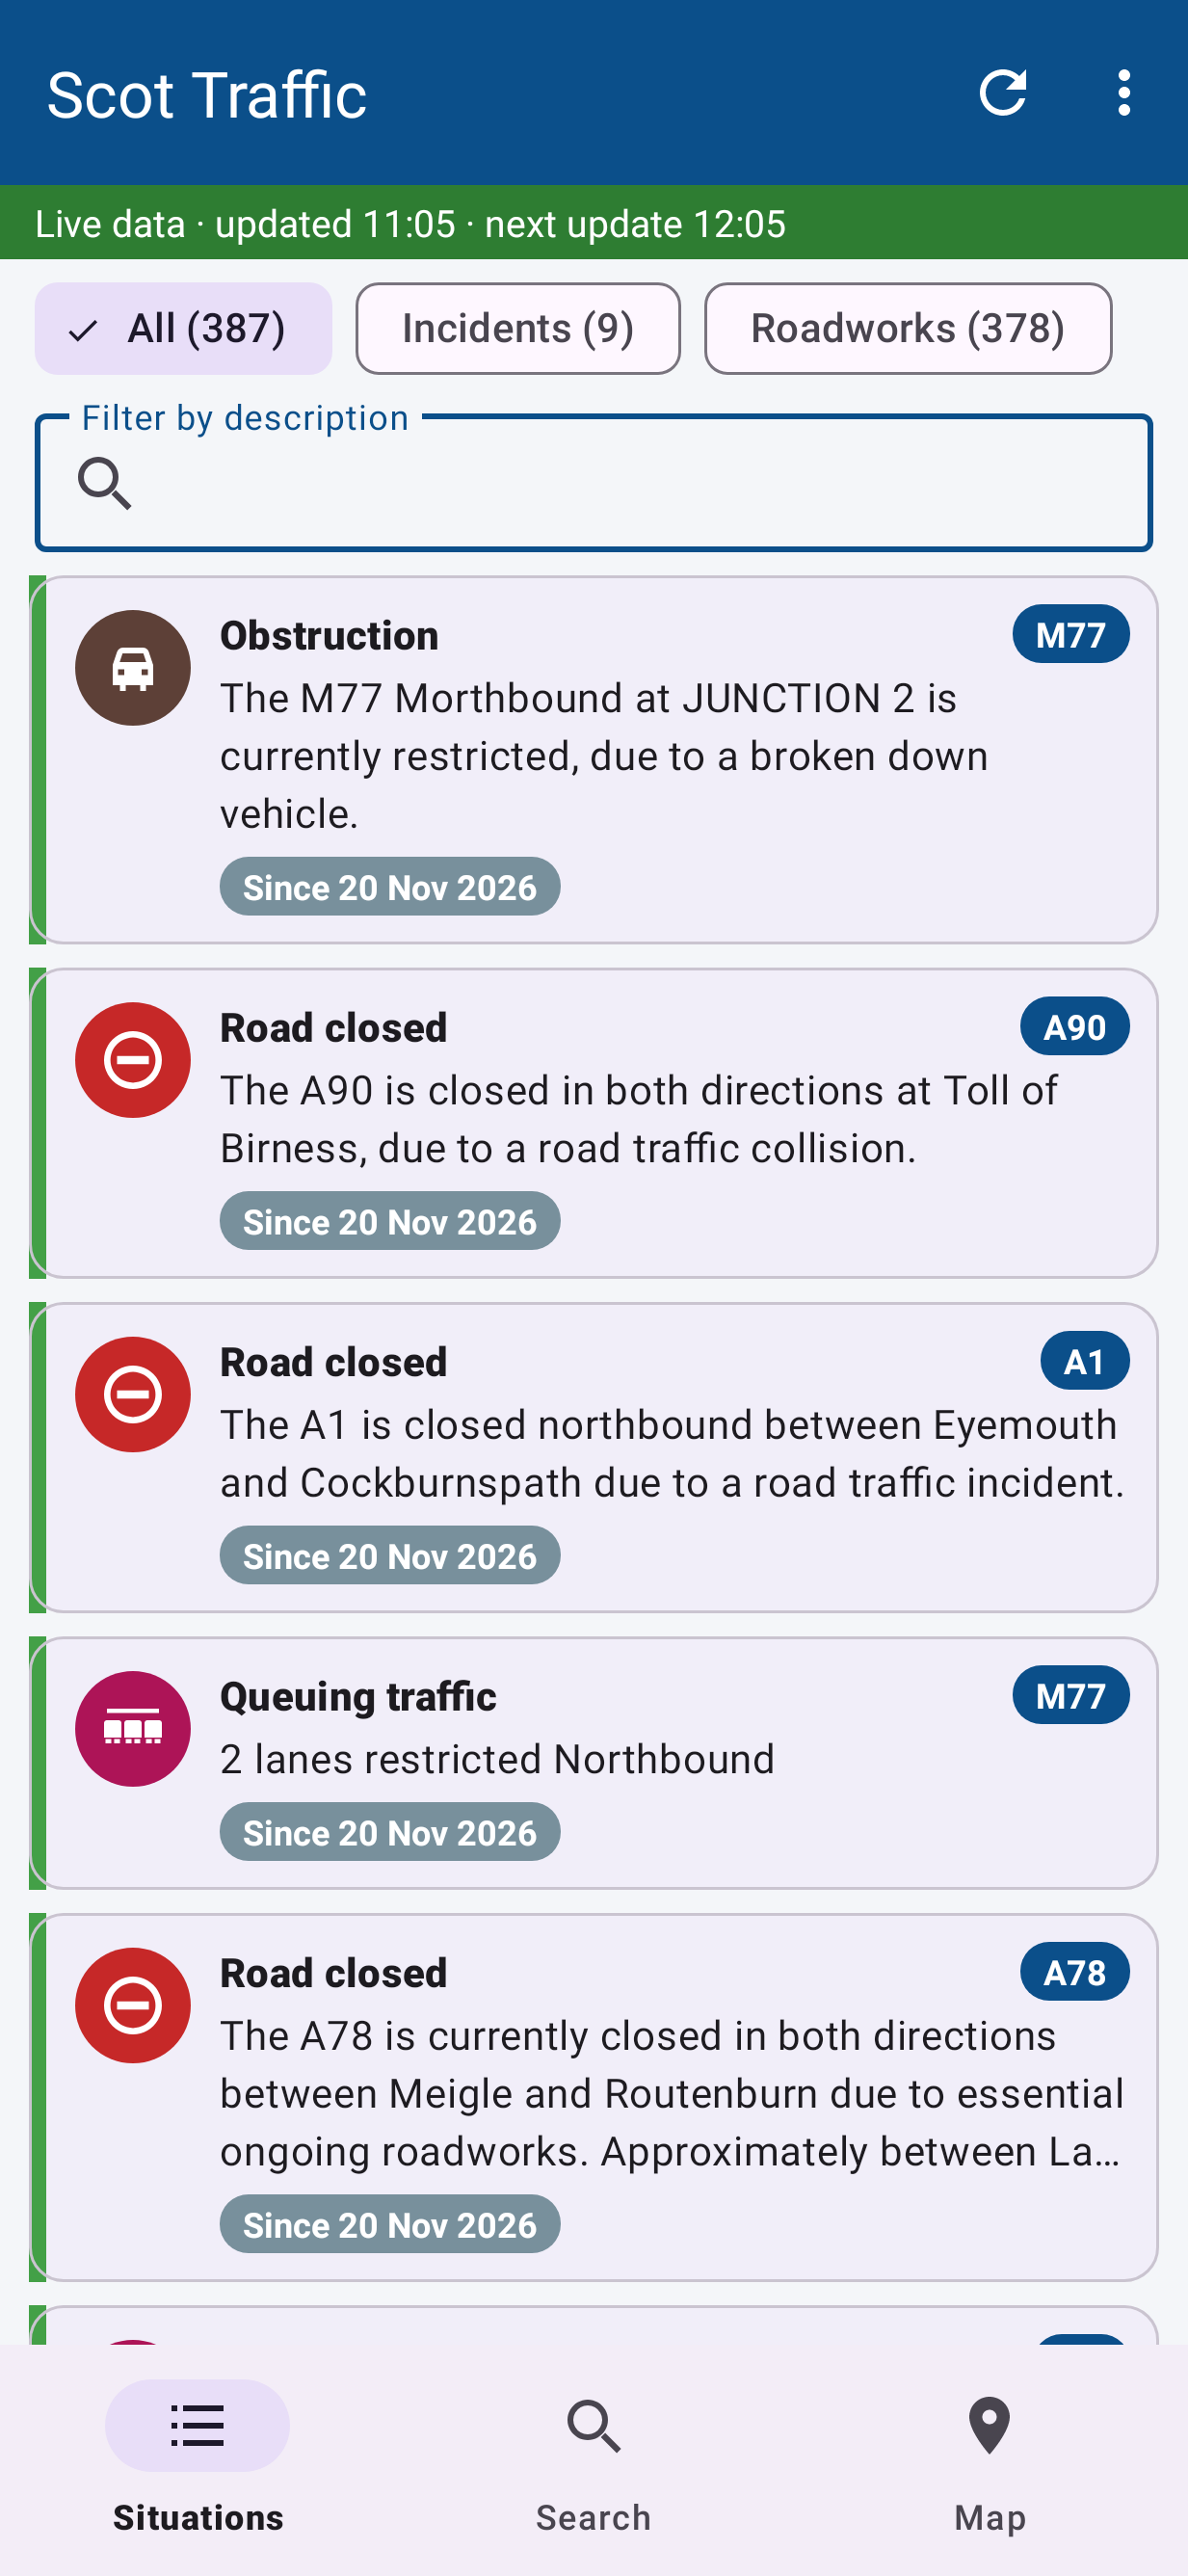 Scot Traffic
Live data · updated 11:05 · next update 12:05
All (387)
Incidents (9)
Roadworks (378)
Filter by description
Obstruction
M77
The M77 Morthbound at JUNCTION 2 is
currently restricted, due to a broken down
vehicle.
Since 20 Nov 2026
Road closed
A90
The A90 is closed in both directions at Toll of
Birness, due to a road traffic collision.
Since 20 Nov 2026
Road closed
A1
The A1 is closed northbound between Eyemouth
and Cockburnspath due to a road traffic incident.
Since 20 Nov 2026
Queuing traffic
M77
2 lanes restricted Northbound
Since 20 Nov 2026
Road closed
A78
The A78 is currently closed in both directions
between Meigle and Routenburn due to essential
ongoing roadworks. Approximately between La…
Since 20 Nov 2026
Situations
Search
Map